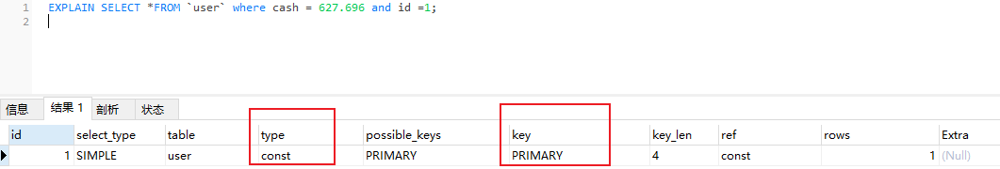 1 EXPLAIN SELECT *FROM `user` where cash = 627.696 and id =1;
2
信息 结果 1 剖析 状态
id select_type table type possible_keys key key_len ref rows Extra
1 SIMPLE user const PRIMARY PRIMARY 4 const 1 (Null)